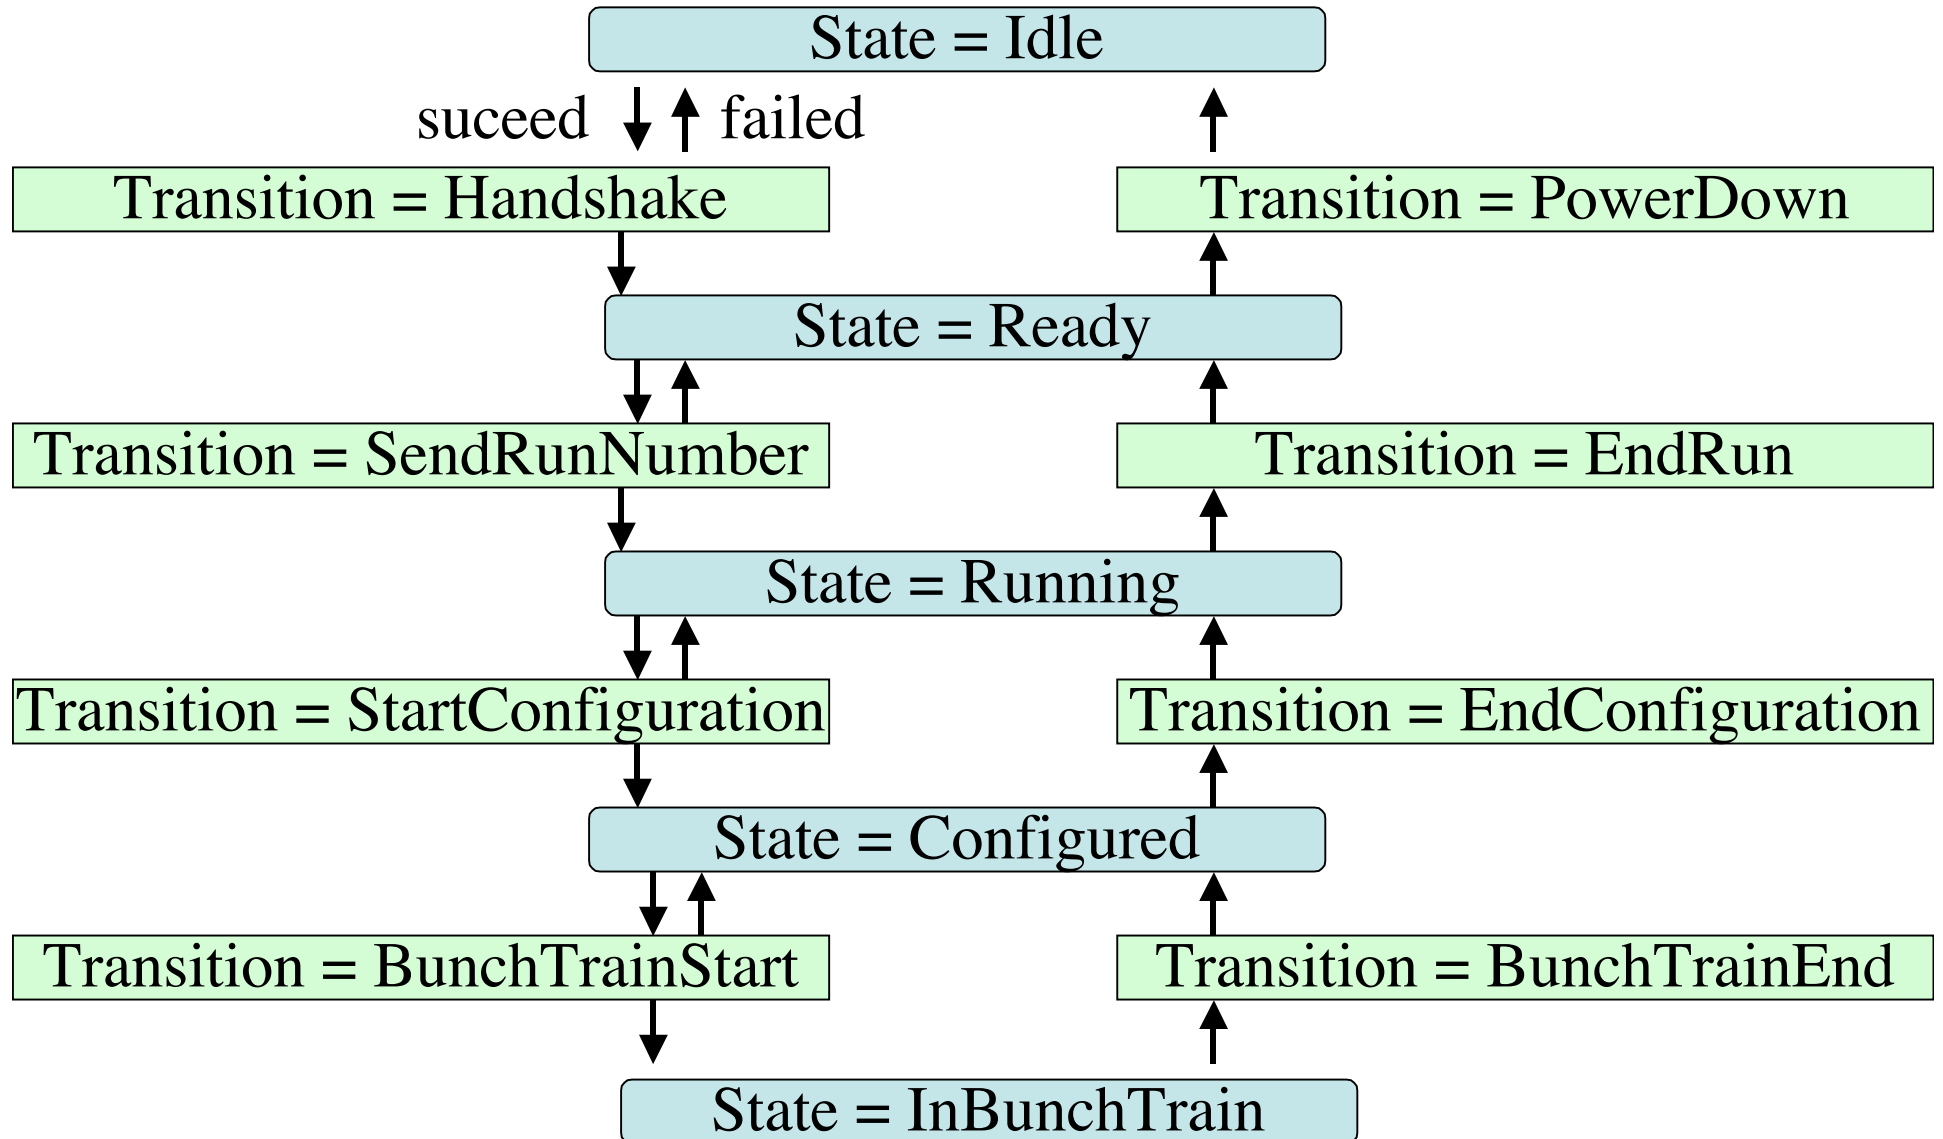 State = Idle
suceed
failed
Transition = Handshake
Transition = PowerDown
State = Ready
Transition = SendRunNumber
Transition = EndRun
State = Running
Transition = StartConfiguration
Transition = EndConfiguration
State = Configured
Transition = BunchTrainStart
Transition = BunchTrainEnd
State = InBunchTrain